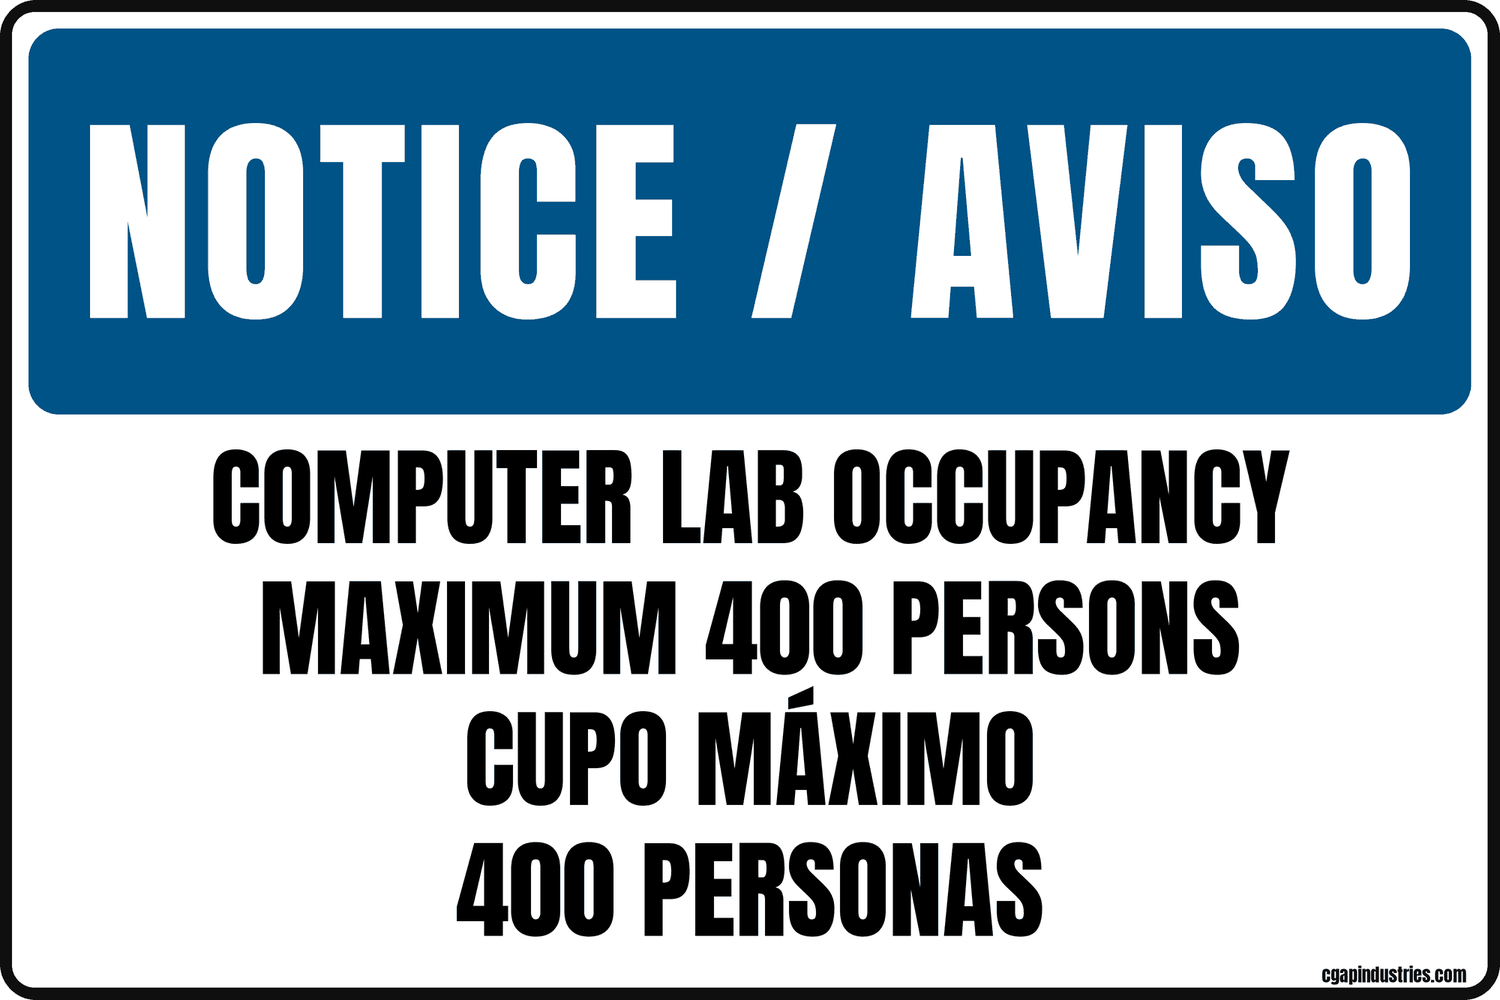 NOTICE / AVISO
COMPUTER LAB OCCUPANCY
MAXIMUM 400 PERSONS
CUPO MÁXIMO
400 PERSONAS
cgapindustries.com